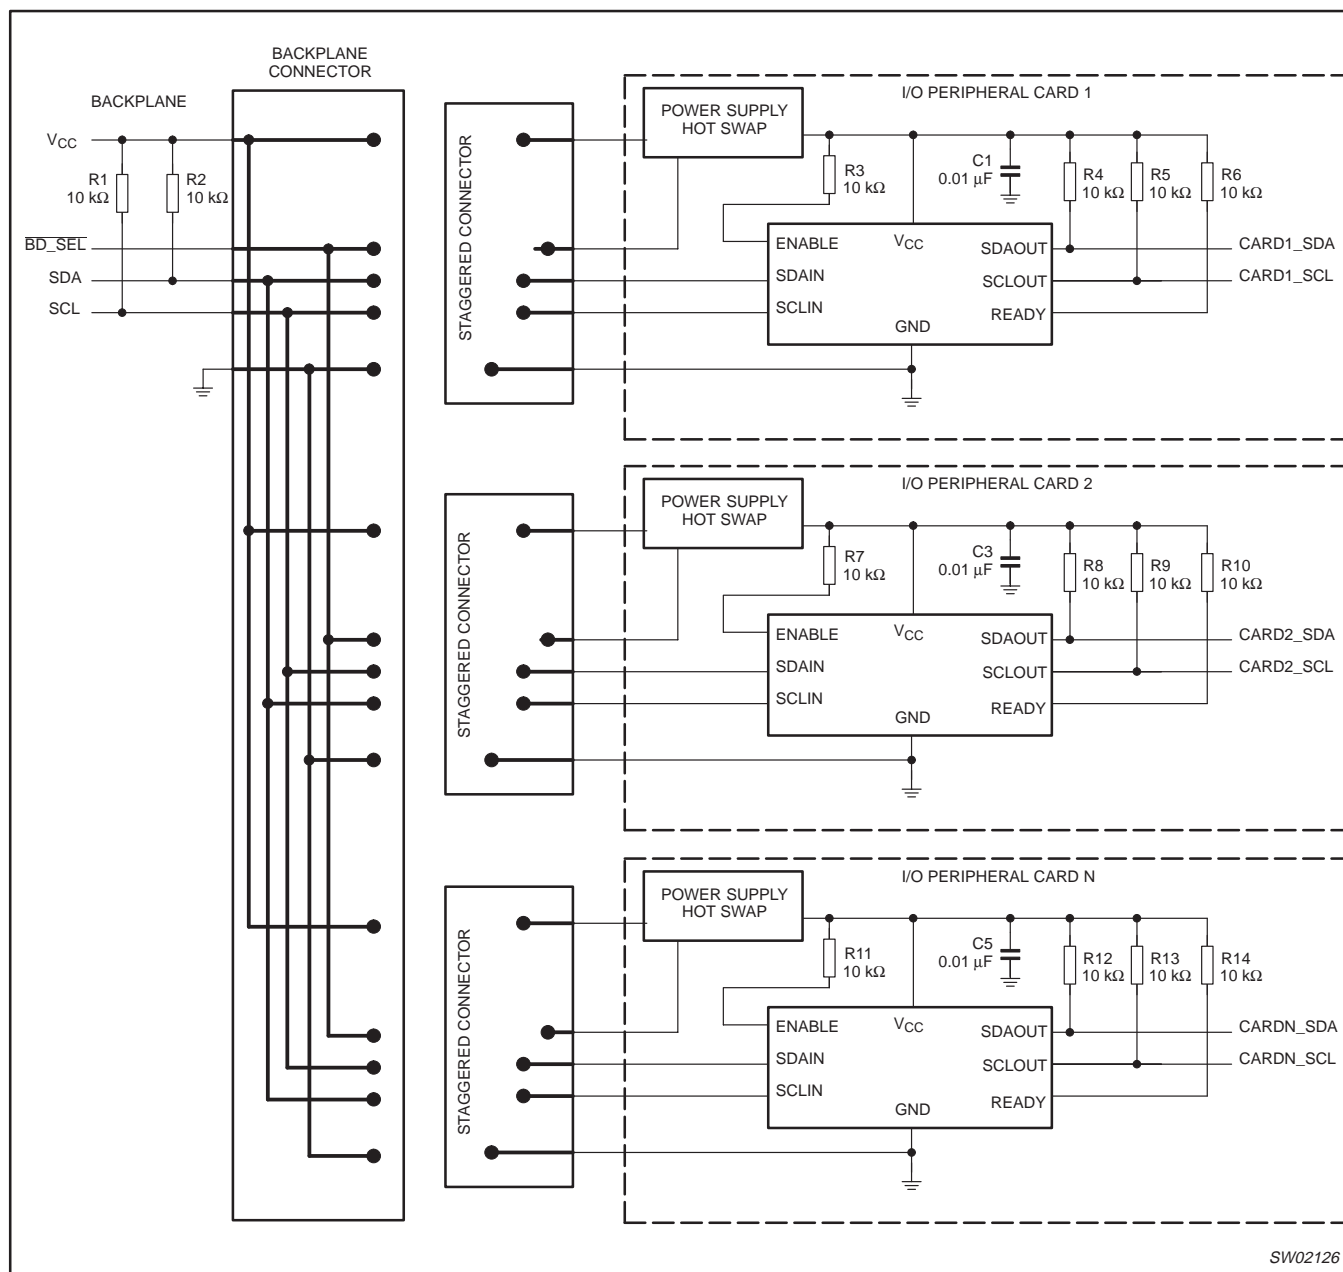 BACKPLANE
CONNECTOR
BACKPLANE
VCC
R1
10 kΩ
R2
10 kΩ
BD_SEL
SDA
SCL
STAGGERED CONNECTOR
I/O PERIPHERAL CARD 1
POWER SUPPLY
HOT SWAP
R3
10 kΩ
C1
0.01 μF
R4
10 kΩ
R5
10 kΩ
R6
10 kΩ
ENABLE
VCC
SDAOUT
CARD1_SDA
SDAIN
SCLOUT
CARD1_SCL
SCLIN
READY
GND
STAGGERED CONNECTOR
I/O PERIPHERAL CARD 2
POWER SUPPLY
HOT SWAP
R7
10 kΩ
C3
0.01 μF
R8
10 kΩ
R9
10 kΩ
R10
10 kΩ
ENABLE
VCC
SDAOUT
CARD2_SDA
SDAIN
SCLOUT
CARD2_SCL
SCLIN
READY
GND
STAGGERED CONNECTOR
I/O PERIPHERAL CARD N
POWER SUPPLY
HOT SWAP
R11
10 kΩ
C5
0.01 μF
R12
10 kΩ
R13
10 kΩ
R14
10 kΩ
ENABLE
VCC
SDAOUT
CARDN_SDA
SDAIN
SCLOUT
CARDN_SCL
SCLIN
READY
GND
SW02126